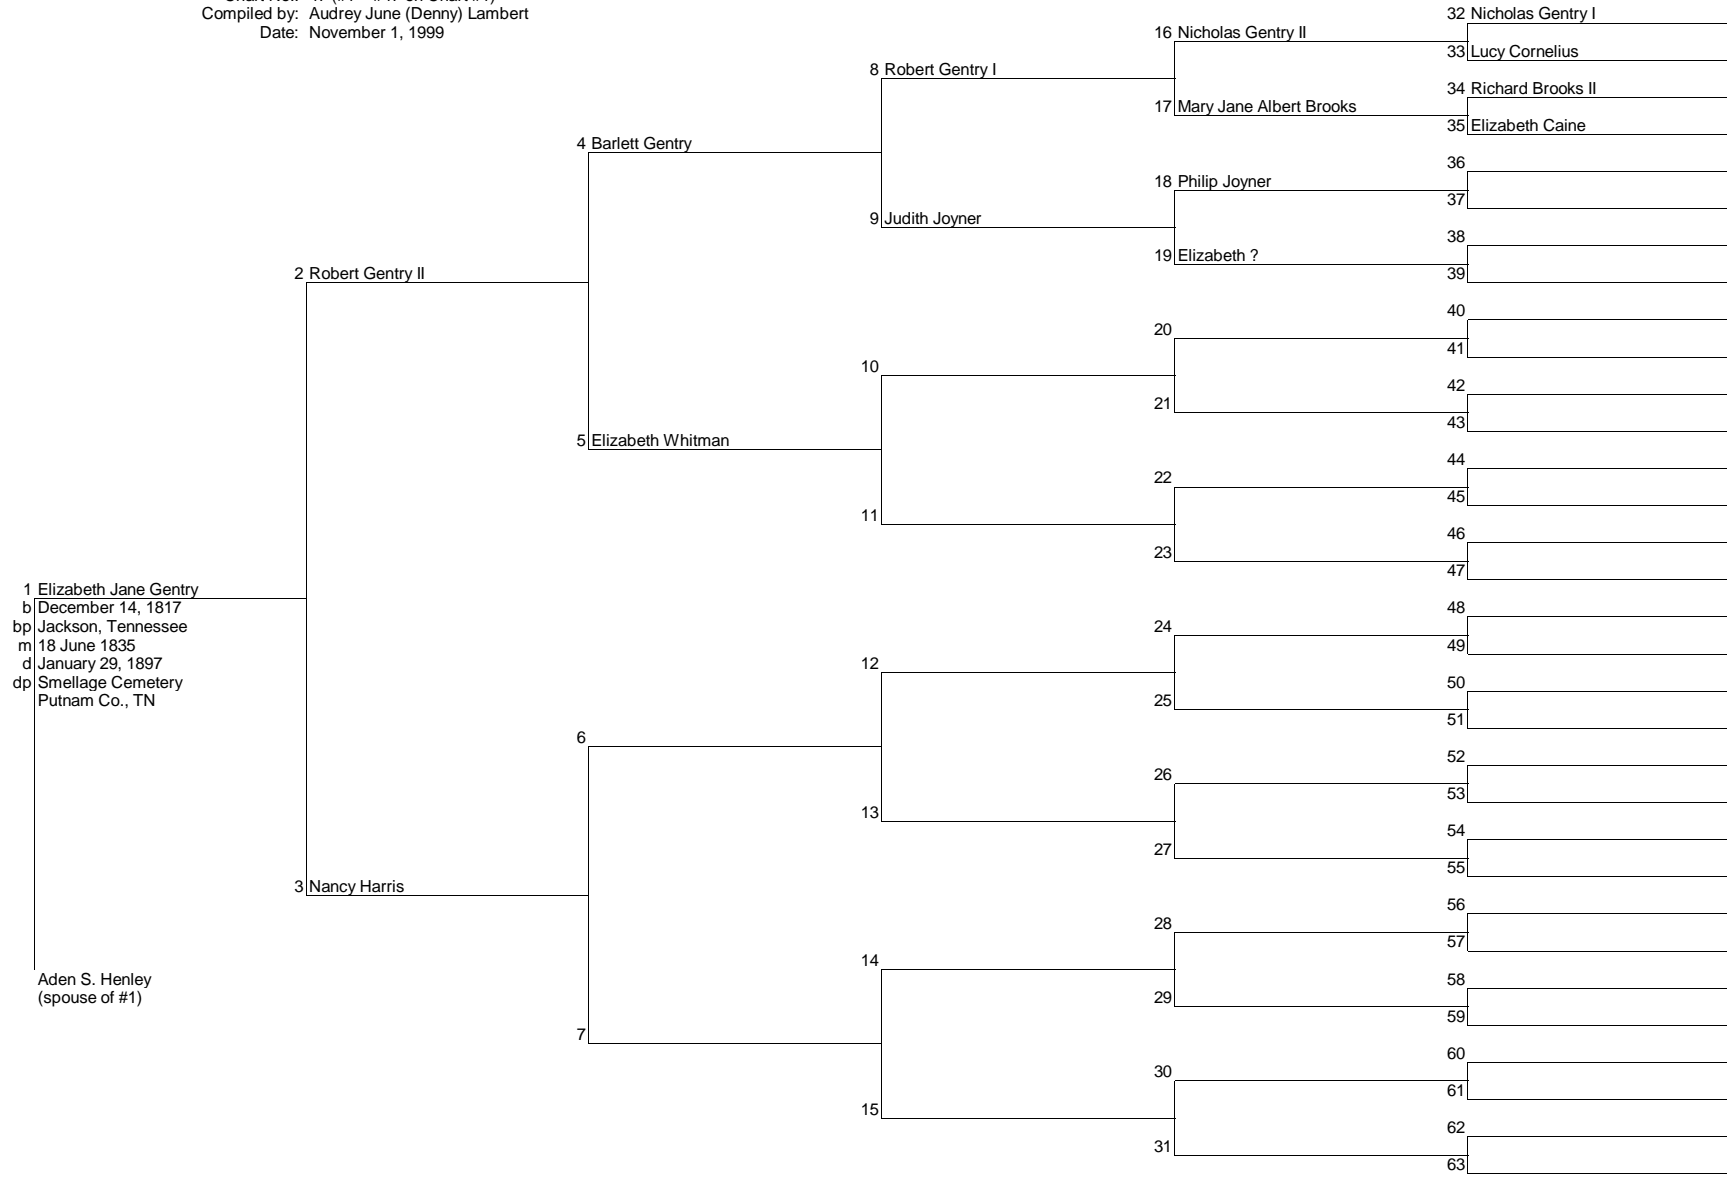 Compiled by: Audrey June (Denny) Lambert
Date: November 1, 1999
32 Nicholas Gentry I
16 Nicholas Gentry II
33 Lucy Cornelius
8 Robert Gentry I
34 Richard Brooks II
17 Mary Jane Albert Brooks
35 Elizabeth Caine
4 Barlett Gentry
36
18 Philip Joyner
37
9 Judith Joyner
38
19 Elizabeth ?
39
2 Robert Gentry II
40
20
41
10
42
21
43
5 Elizabeth Whitman
44
22
45
11
46
23
47
1 Elizabeth Jane Gentry
b December 14, 1817
bp Jackson, Tennessee
m 18 June 1835
d January 29, 1897
dp Smellage Cemetery
Putnam Co., TN
48
24
49
12
50
25
51
6
52
26
53
13
54
27
55
3 Nancy Harris
56
28
57
14
58
29
59
Aden S. Henley
(spouse of #1)
7
60
30
61
15
62
31
63